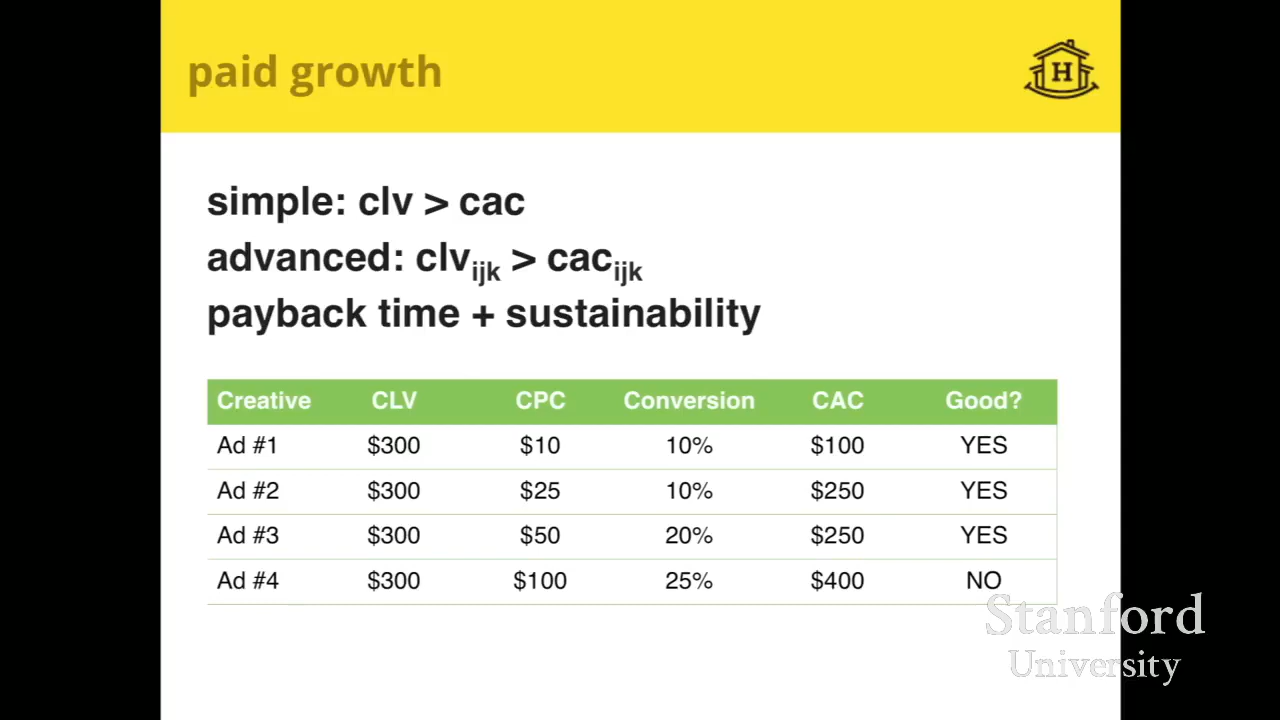 paid growth
H
simple: clv > cac
advanced: clvijk > cacijk
payback time + sustainability
Creative CLV CPC Conversion CAC Good?
Ad #1 $300 $10 10% $100 YES
Ad #2 $300 $25 10% $250 YES
Ad #3 $300 $50 20% $250 YES
Ad #4 $300 $100 25% $400 NO
Stanford
University